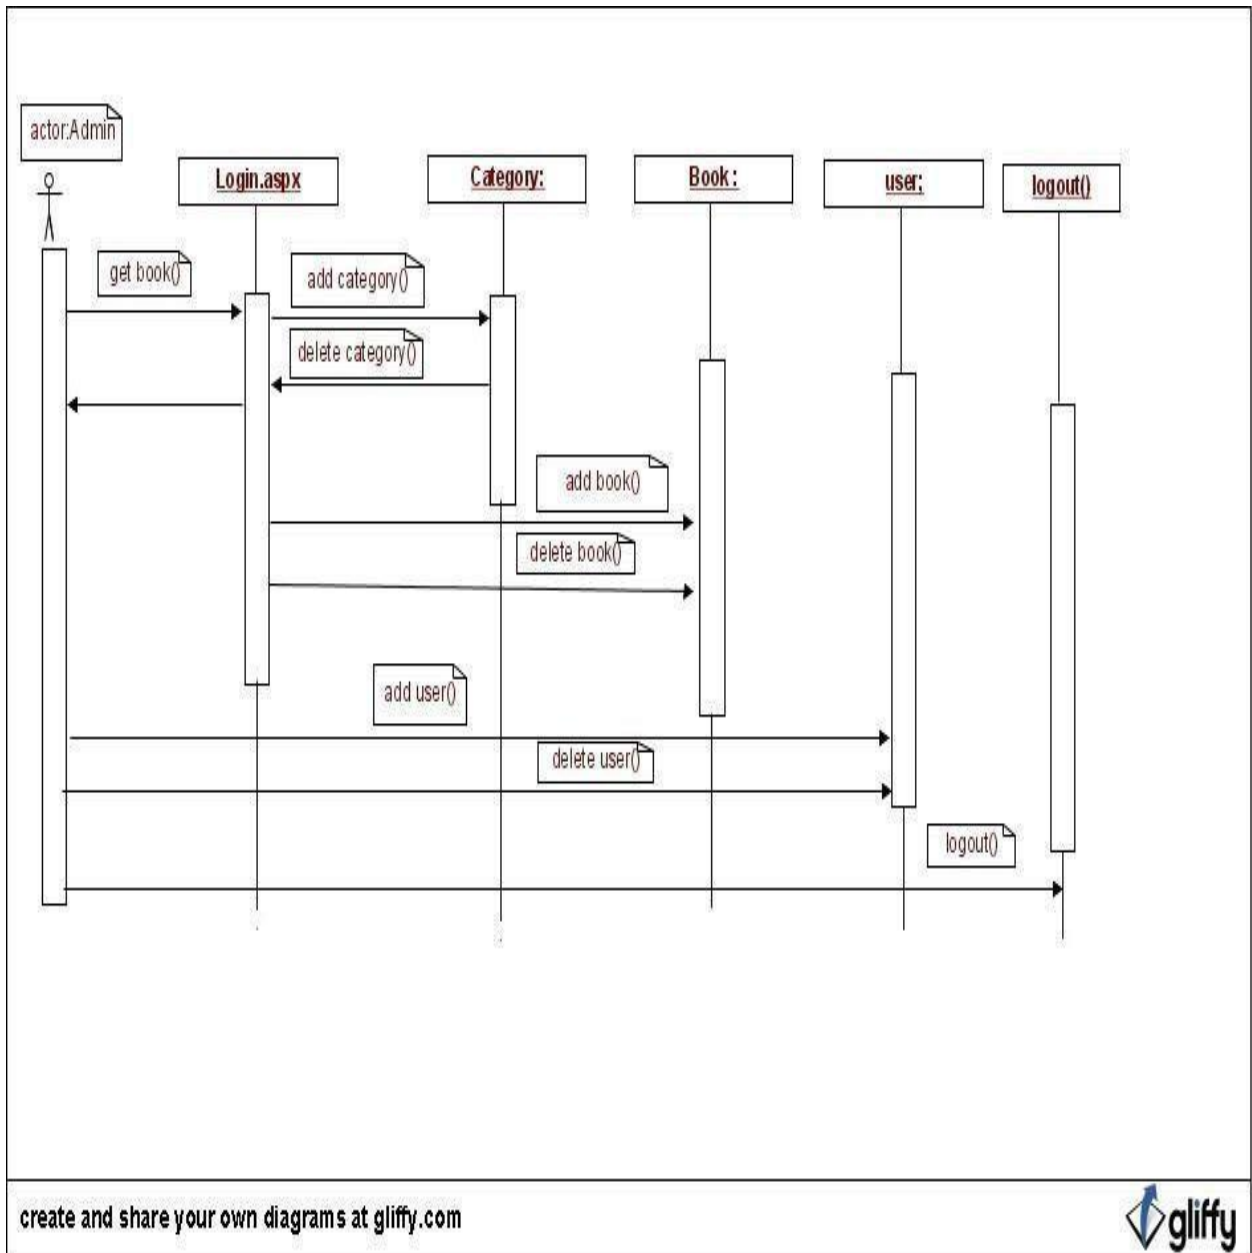 actor:Admin
Login.aspx
Category:
Book :
user;
logout()
get book()
add category()
delete category()
add book()
delete book()
add user()
delete user()
logout()
create and share your own diagrams at gliffy.com
gliffy